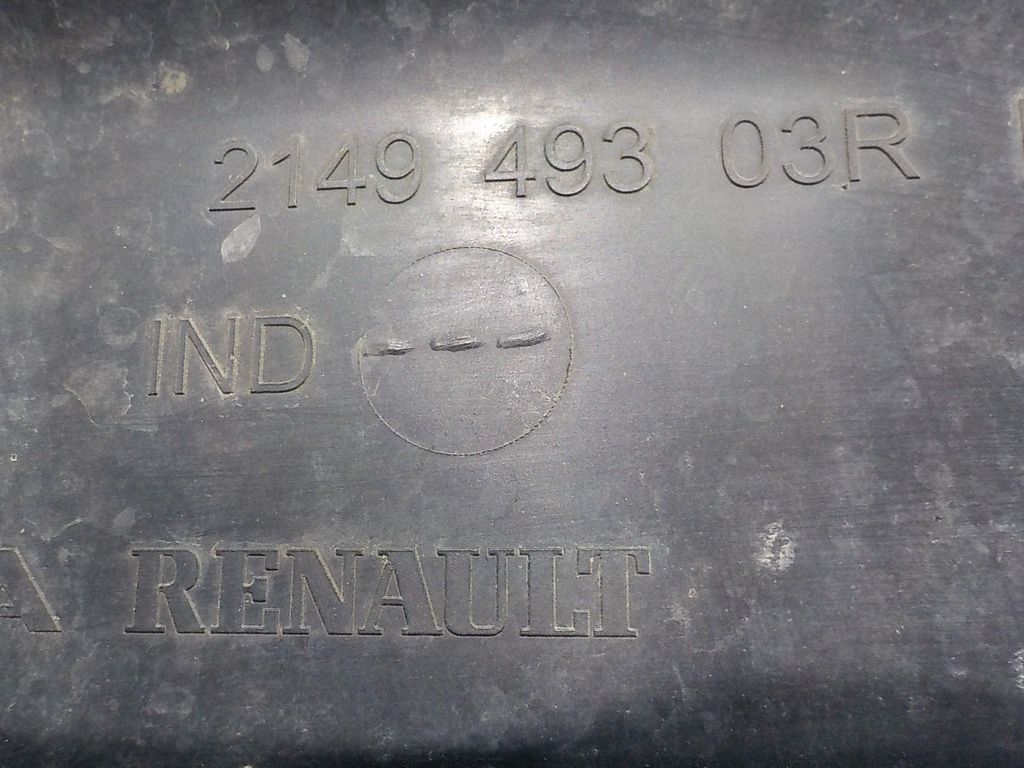 2149 493 03R
IND ---
RENAULT